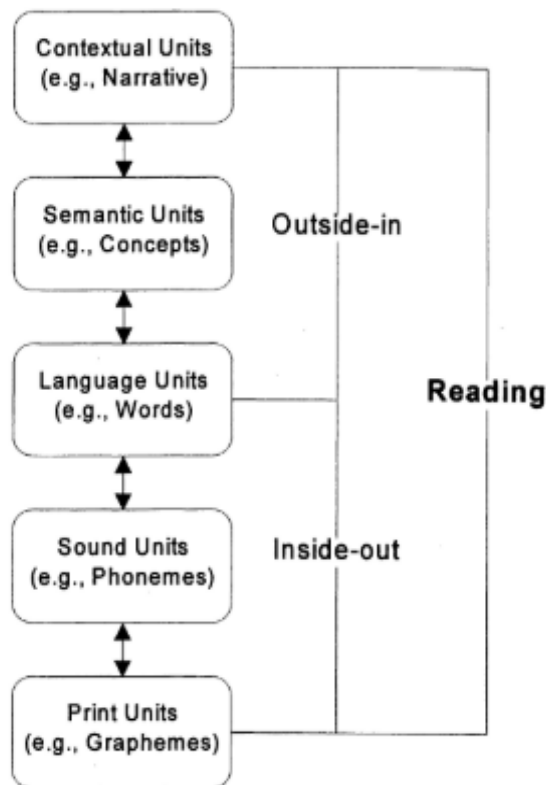 Contextual Units
(e.g., Narrative)
Semantic Units
(e.g., Concepts)
Outside-in
Language Units
(e.g., Words)
Reading
Sound Units
(e.g., Phonemes)
Inside-out
Print Units
(e.g., Graphemes)